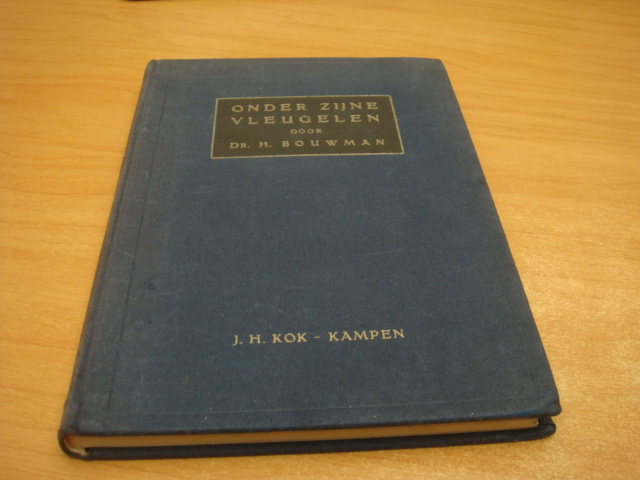 ONDER ZIJNE
VLEUGELEN
DOOR
DR. H. BOUWMAN
J. H. KOK - KAMPEN